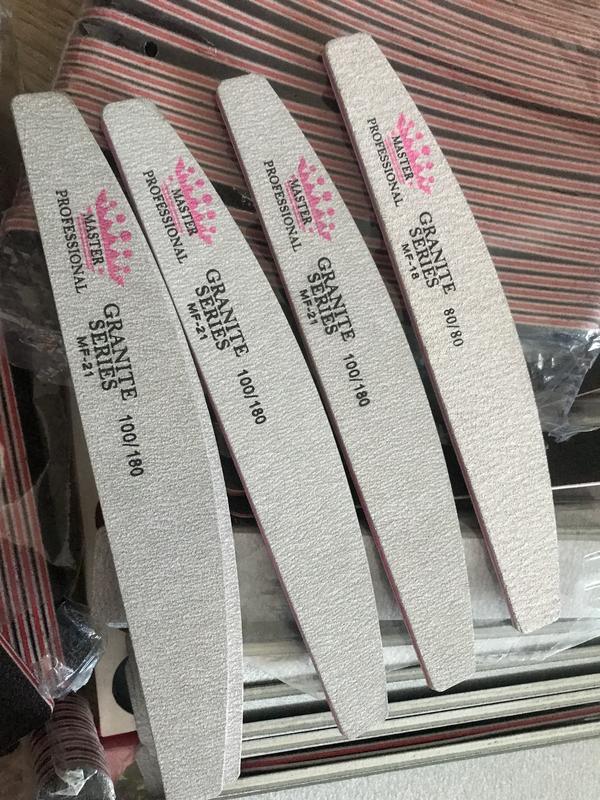 MASTER
PROFESSIONAL
GRANITE
SERIES
MF-21
100/180
MASTER
PROFESSIONAL
GRANITE
SERIES
MF-21
100/180
MASTER
PROFESSIONAL
GRANITE
SERIES
MF-21
100/180
MASTER
PROFESSIONAL
GRANITE
SERIES
MF-18
80/80